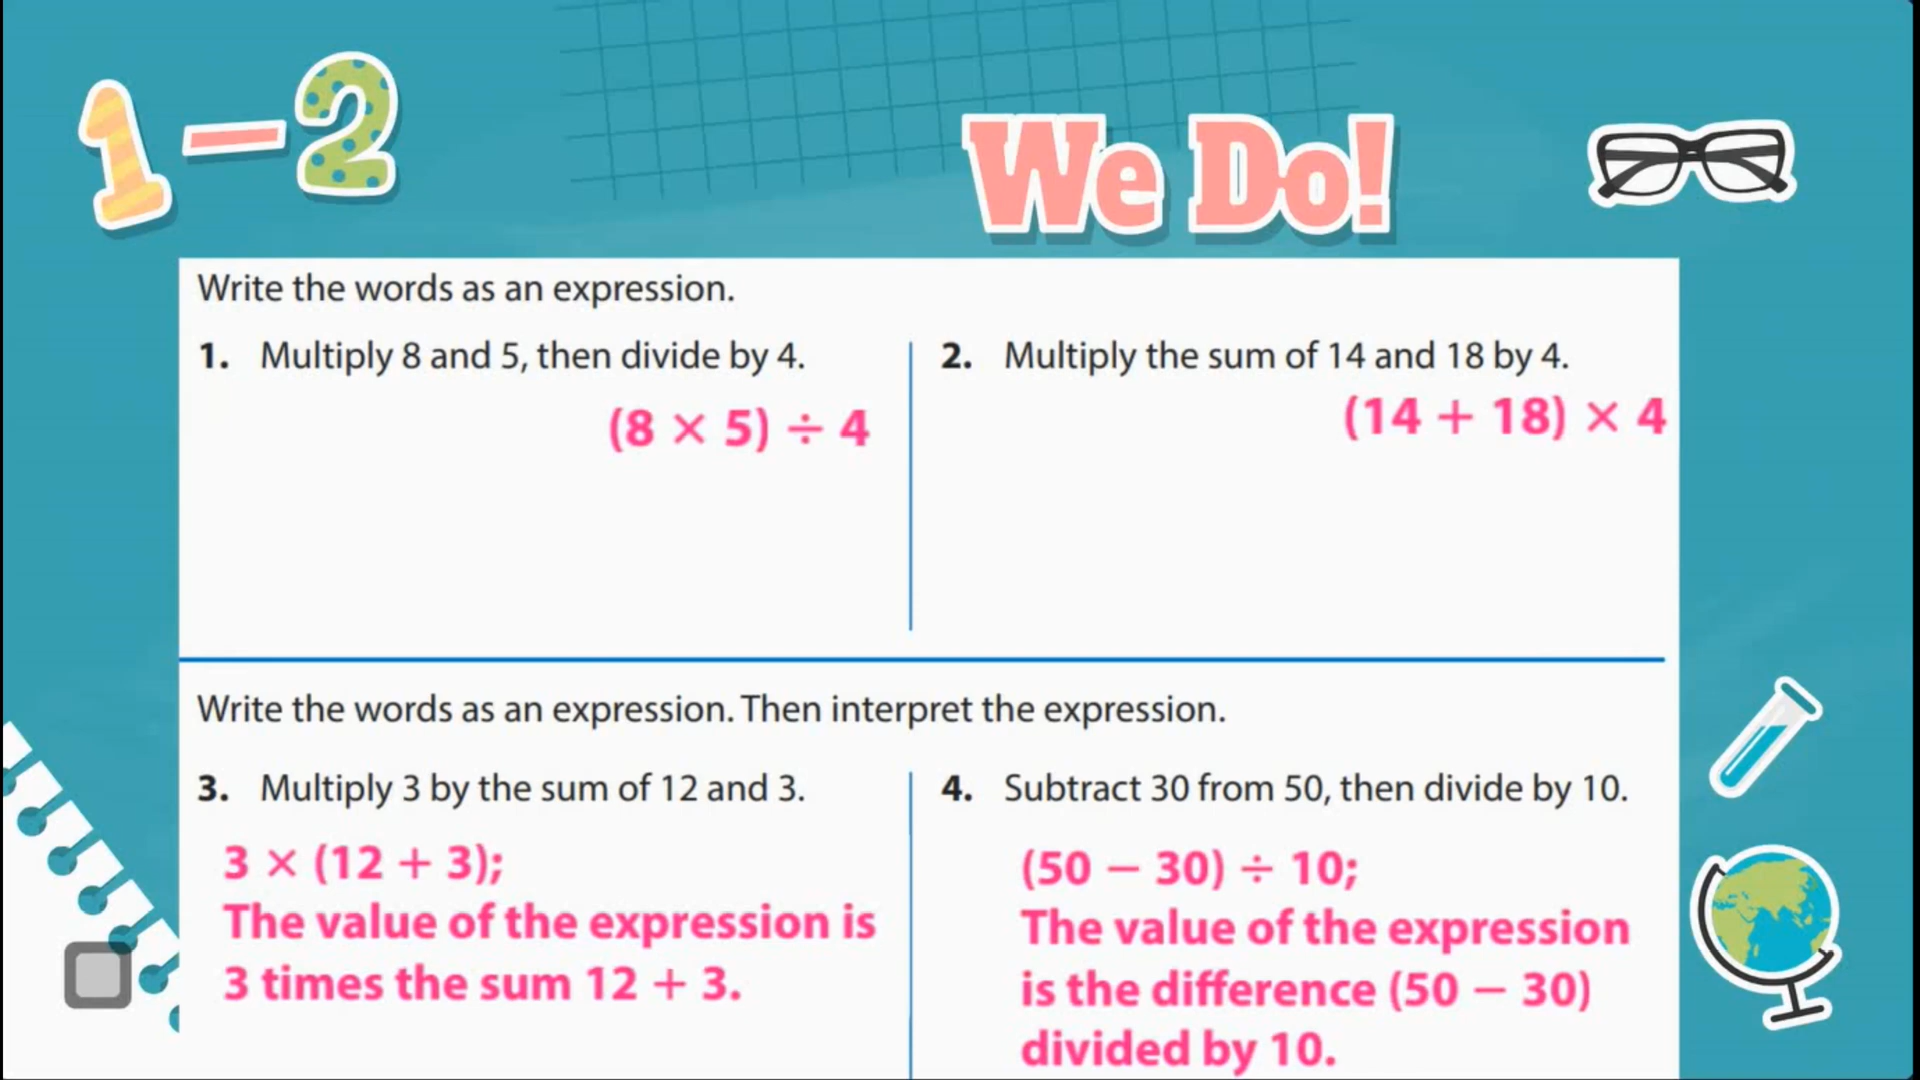 1-2
We Do!
Write the words as an expression.
1. Multiply 8 and 5, then divide by 4.
(8 × 5) ÷ 4
2. Multiply the sum of 14 and 18 by 4.
(14 + 18) × 4
Write the words as an expression. Then interpret the expression.
3. Multiply 3 by the sum of 12 and 3.
3 × (12 + 3);
The value of the expression is
3 times the sum 12 + 3.
4. Subtract 30 from 50, then divide by 10.
(50 − 30) ÷ 10;
The value of the expression
is the difference (50 − 30)
divided by 10.